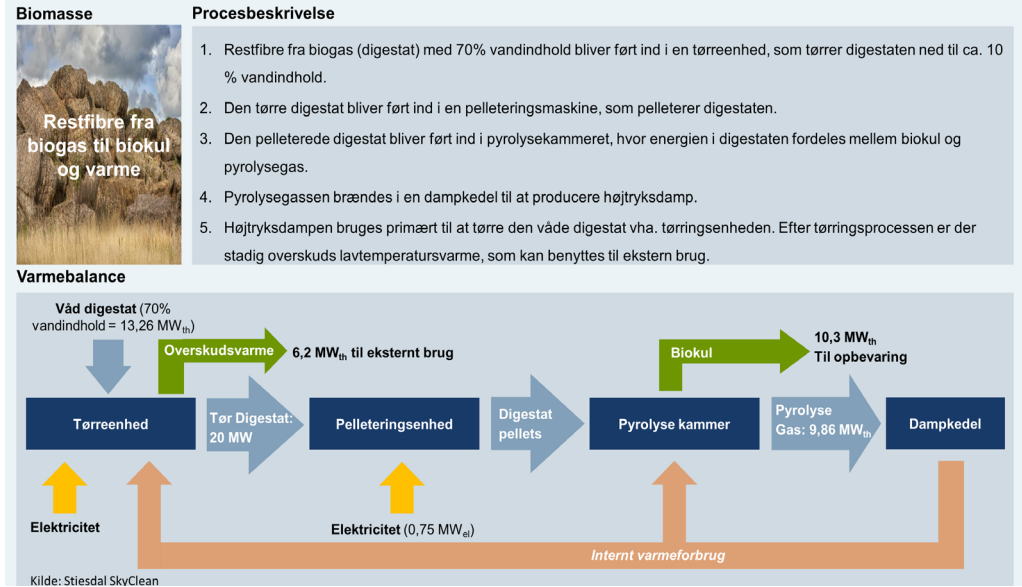 Biomasse
Restfibre fra
biogas til biokul
og varme
Procesbeskrivelse
1. Restfibre fra biogas (digestat) med 70% vandindhold bliver ført ind i en tørreenhed, som tørrer digestaten ned til ca. 10
% vandindhold.
2. Den tørre digestat bliver ført ind i en pelleteringsmaskine, som pelleterer digestaten.
3. Den pelleterede digestat bliver ført ind i pyrolysekammeret, hvor energien i digestaten fordeles mellem biokul og
pyrolysegas.
4. Pyrolysegassen brændes i en dampkedel til at producere højtryksdamp.
5. Højtryksdampen bruges primært til at tørre den våde digestat vha. tørringsenheden. Efter tørringsprocessen er der
stadig overskuds lavtemperatursvarme, som kan benyttes til ekstern brug.
Varmebalance
Våd digestat (70%
vandindhold = 13,26 MWth)
Overskudsvarme
6,2 MWth til eksternt brug
Biokul
10,3 MWth
Til opbevaring
Tørreenhed
Tør Digestat:
20 MW
Pelleteringsenhed
Digestat
pellets
Pyrolyse kammer
Pyrolyse
Gas: 9,86 MWth
Dampkedel
Elektricitet
Elektricitet (0,75 MWel)
Internt varmeforbrug
Kilde: Stiesdal SkyClean